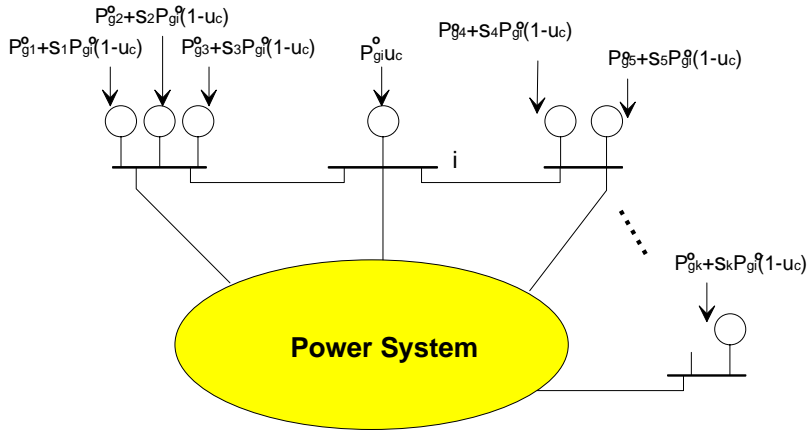 P°g2+S2P°gi(1-uc)
P°g1+S1P°gi(1-uc)
P°g3+S3P°gi(1-uc)
P°giuc
P°g4+S4P°gi(1-uc)
P°g5+S5P°gi(1-uc)
i
P°gk+SkP°gi(1-uc)
Power System